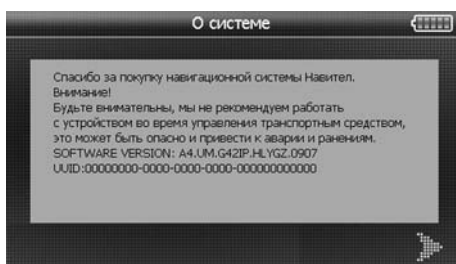 О системе
Спасибо за покупку навигационной системы Навител.
Внимание!
Будьте внимательны, мы не рекомендуем работать
с устройством во время управления транспортным средством,
это может быть опасно и привести к аварии и ранениям.
SOFTWARE VERSION: A4.UM.G42IP.HLYGZ.0907
UUID:00000000-0000-0000-0000-000000000000